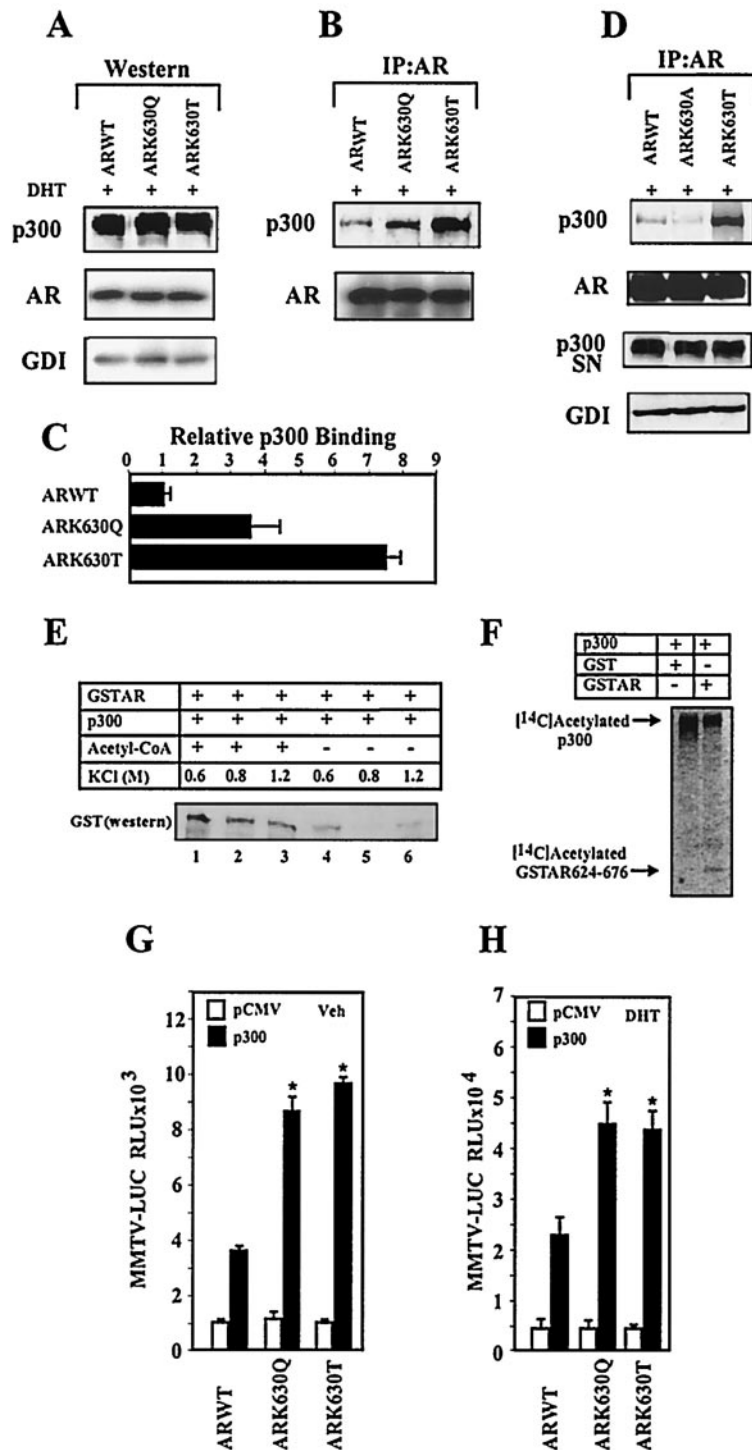 A
Western
ARWT
ARK630Q
ARK630T
DHT + + +
p300
AR
GDI
B
IP:AR
ARWT
ARK630Q
ARK630T
+ + +
p300
AR
D
IP:AR
ARWT
ARK630A
ARK630T
+ + +
p300
AR
p300
SN
GDI
C
Relative p300 Binding
0 1 2 3 4 5 6 7 8 9
ARWT
ARK630Q
ARK630T
E
GSTAR + + + + + +
p300 + + + + + +
Acetyl-CoA + + + - - -
KCl (M) 0.6 0.8 1.2 0.6 0.8 1.2
GST(western)
1 2 3 4 5 6
F
p300 + +
GST + -
GSTAR - +
[14C]Acetylated
p300
[14C]Acetylated
GSTAR624-676
G
MMTV-LUC RLUx10^3
12
10
8
6
4
2
1
0
pCMV Veh
p300
* *
ARWT
ARK630Q
ARK630T
H
MMTV-LUC RLUx10^4
7
6
5
4
3
2
1
0
pCMV DHT
p300
* *
ARWT
ARK630Q
ARK630T